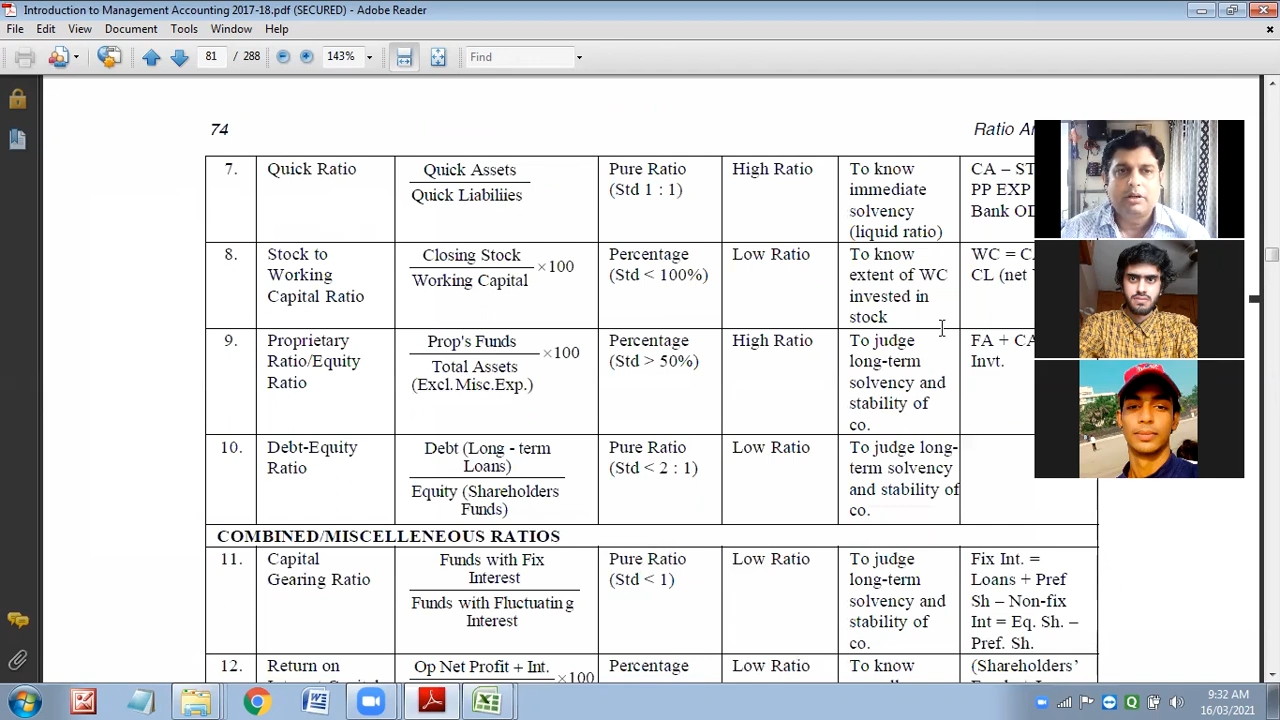 Introduction to Management Accounting 2017-18.pdf (SECURED) - Adobe Reader
File Edit View Document Tools Window Help
81 / 288 143% Find
74 Ratio
7. Quick Ratio Quick Assets Pure Ratio High Ratio To know CA – ST
Quick Liabiliies (Std 1 : 1) immediate PP EXP
solvency Bank OD
(liquid ratio)
8. Stock to Closing Stock ×100 Percentage Low Ratio To know WC =
Working Working Capital (Std < 100%) extent of WC CL (net
Capital Ratio invested in
stock
9. Proprietary Prop's Funds ×100 Percentage High Ratio To judge FA + CA
Ratio/Equity Total Assets (Std > 50%) long-term Invt.
Ratio (Excl.Misc.Exp.) solvency and
stability of
co.
10. Debt-Equity Debt (Long - term Pure Ratio Low Ratio To judge long-
Ratio Loans) (Std < 2 : 1) term solvency
Equity (Shareholders and stability of
Funds) co.
COMBINED/MISCELLENEOUS RATIOS
11. Capital Funds with Fix Pure Ratio Low Ratio To judge Fix Int. =
Gearing Ratio Interest (Std < 1) long-term Loans + Pref
Funds with Fluctuating solvency and Sh – Non-fix
Interest stability of Int = Eq. Sh. –
co. Pref. Sh.
12. Return on Op Net Profit + Int. ×100 Percentage Low Ratio To know (Shareholders’
9:32 AM
16/03/2021